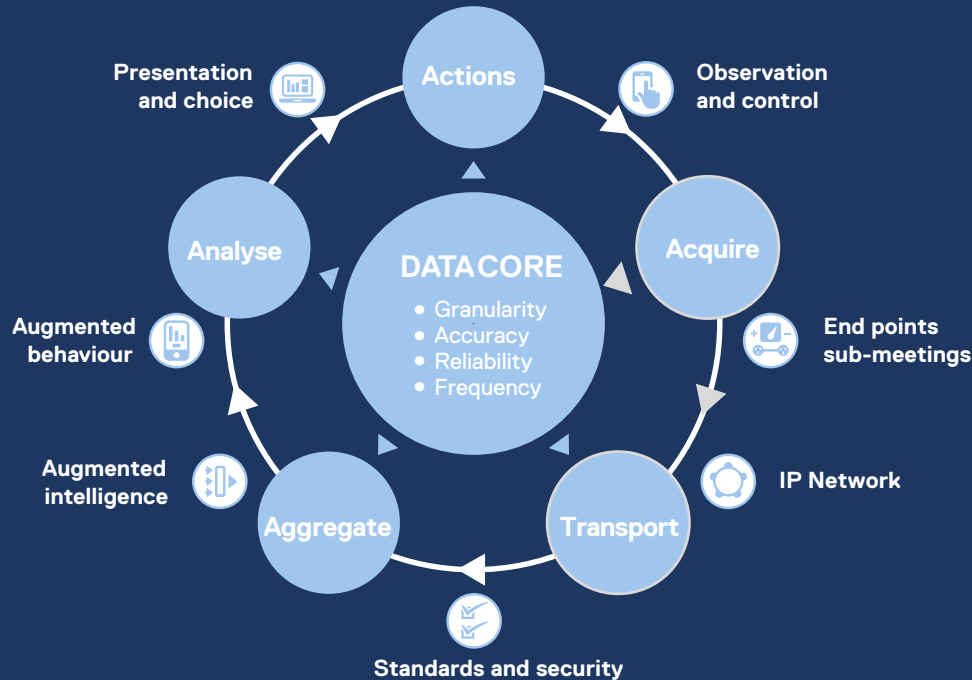 Actions
Presentation
and choice
Observation
and control
Analyse
Acquire
DATACORE
Granularity
Accuracy
Reliability
Frequency
Augmented
behaviour
End points
sub-meetings
Augmented
intelligence
IP Network
Aggregate
Transport
Standards and security